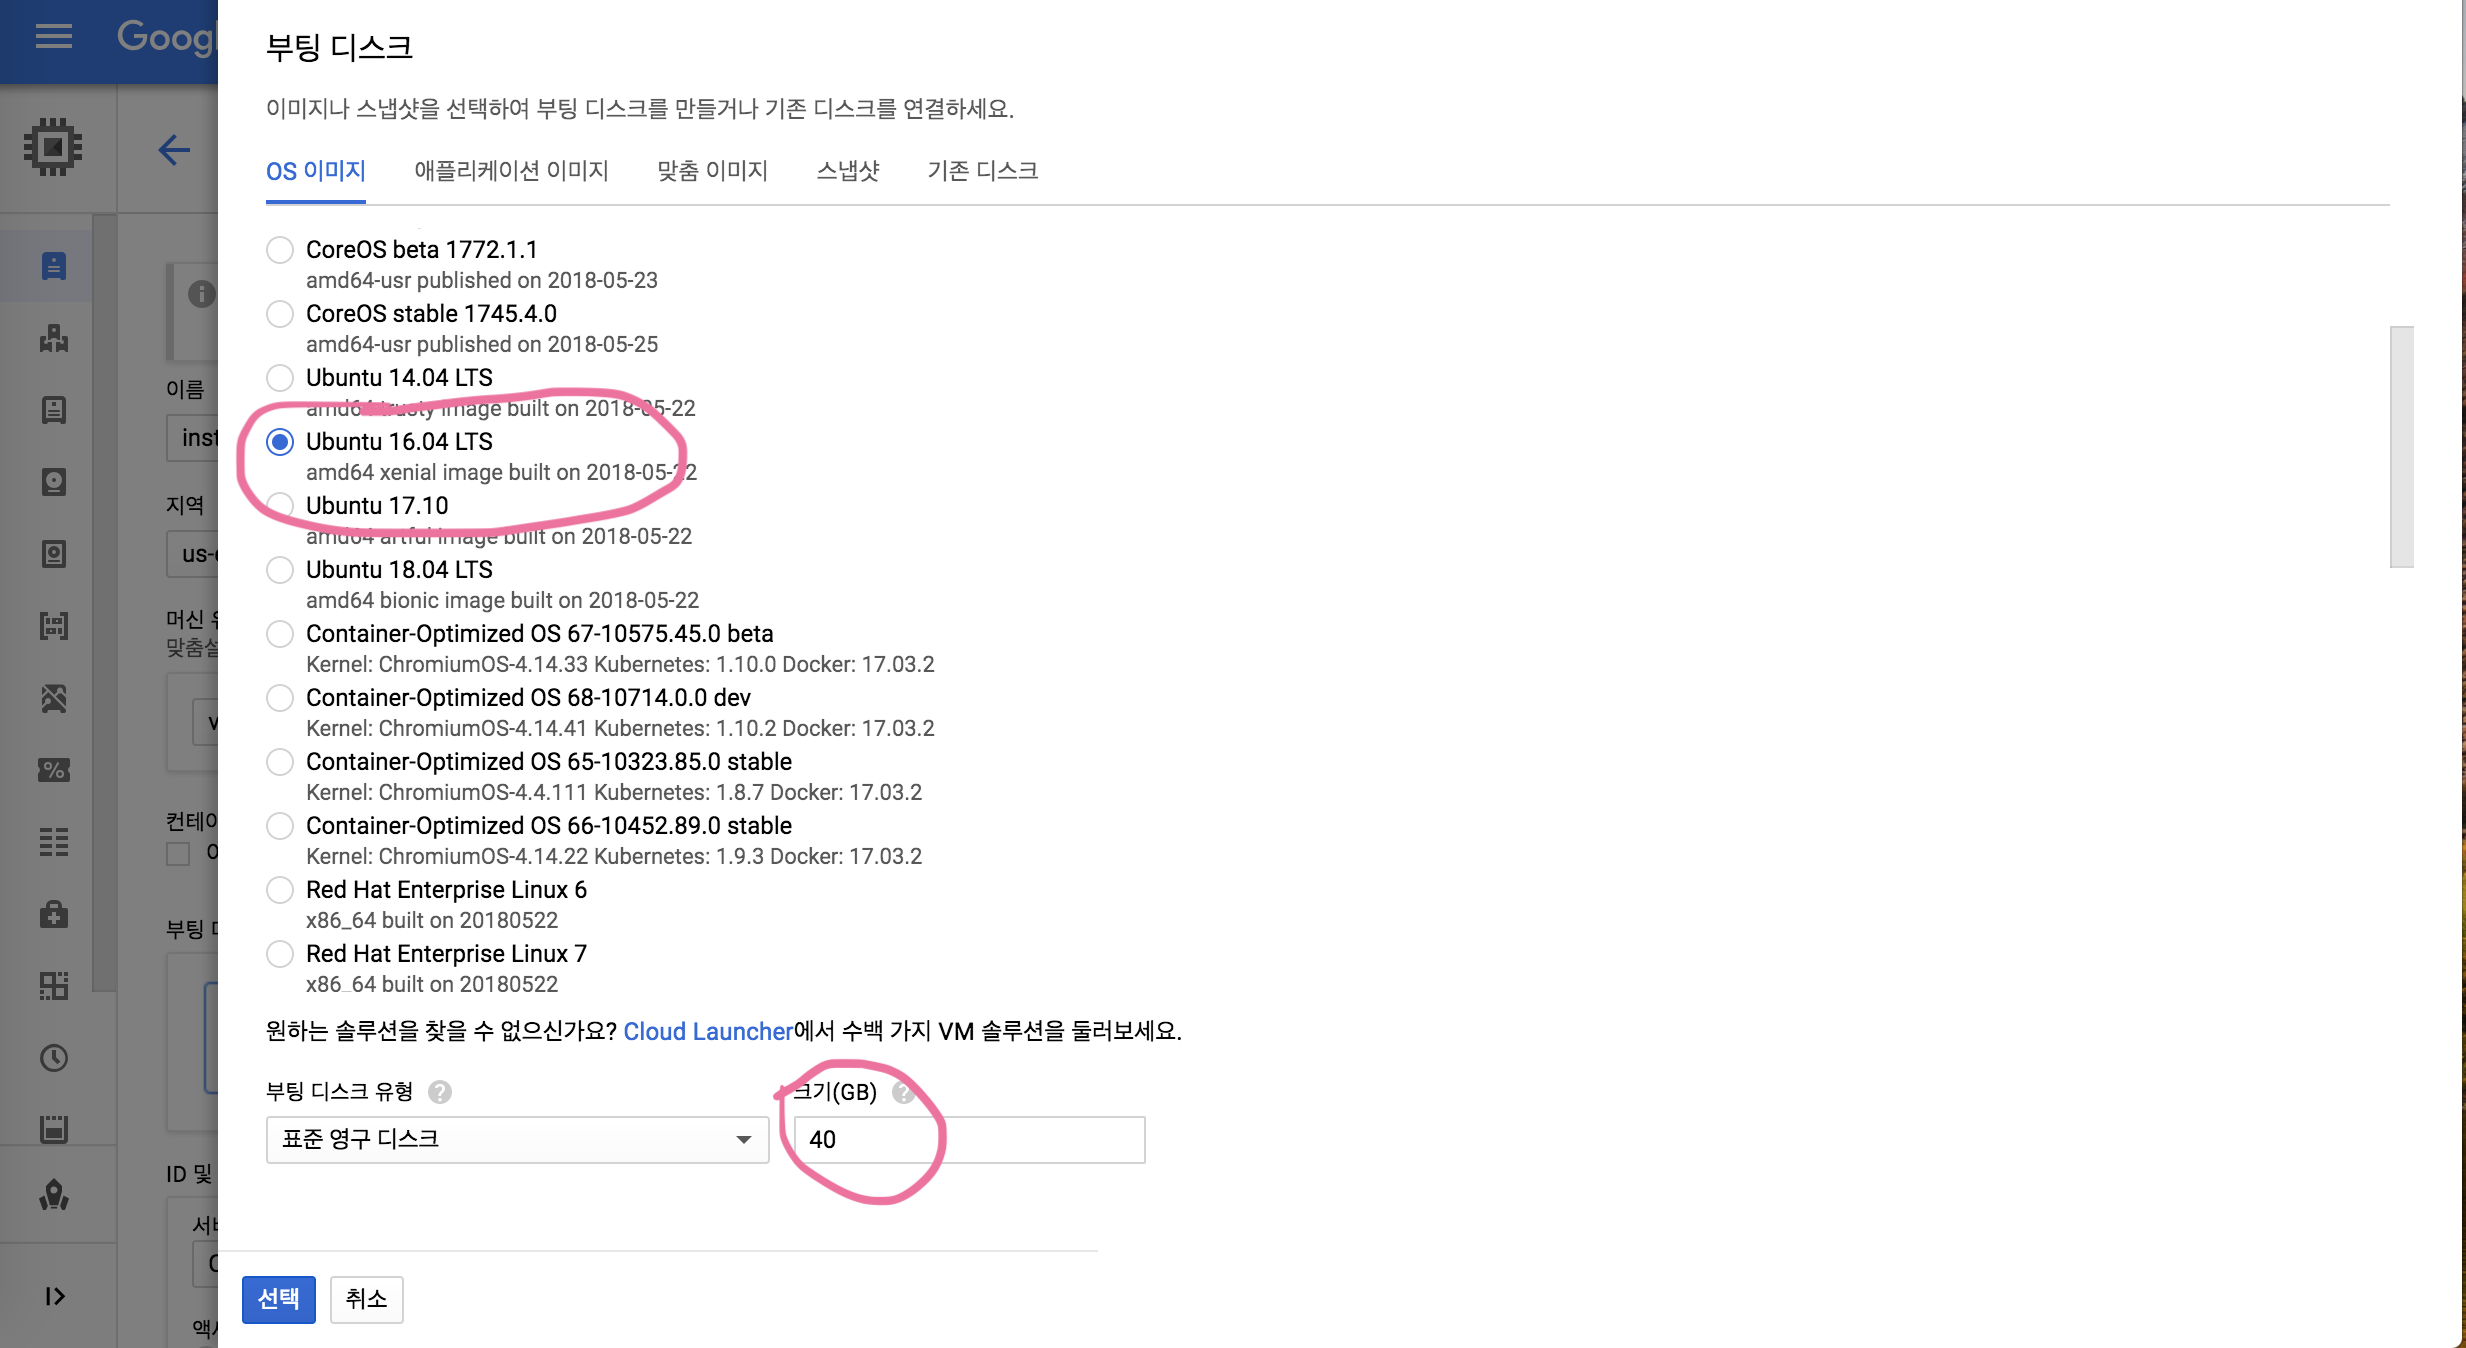 부팅 디스크
이미지나 스냅샷을 선택하여 부팅 디스크를 만들거나 기존 디스크를 연결하세요.
OS 이미지 애플리케이션 이미지 맞춤 이미지 스냅샷 기존 디스크
CoreOS beta 1772.1.1
amd64-usr published on 2018-05-23
CoreOS stable 1745.4.0
amd64-usr published on 2018-05-25
Ubuntu 14.04 LTS
amd64 trusty image built on 2018-05-22
Ubuntu 16.04 LTS
amd64 xenial image built on 2018-05-22
Ubuntu 17.10
amd64 artful image built on 2018-05-22
Ubuntu 18.04 LTS
amd64 bionic image built on 2018-05-22
Container-Optimized OS 67-10575.45.0 beta
Kernel: ChromiumOS-4.14.33 Kubernetes: 1.10.0 Docker: 17.03.2
Container-Optimized OS 68-10714.0.0 dev
Kernel: ChromiumOS-4.14.41 Kubernetes: 1.10.2 Docker: 17.03.2
Container-Optimized OS 65-10323.85.0 stable
Kernel: ChromiumOS-4.4.111 Kubernetes: 1.8.7 Docker: 17.03.2
Container-Optimized OS 66-10452.89.0 stable
Kernel: ChromiumOS-4.14.22 Kubernetes: 1.9.3 Docker: 17.03.2
Red Hat Enterprise Linux 6
x86_64 built on 20180522
Red Hat Enterprise Linux 7
x86_64 built on 20180522
원하는 솔루션을 찾을 수 없으신가요? Cloud Launcher에서 수백 가지 VM 솔루션을 둘러보세요.
부팅 디스크 유형 크기(GB)
표준 영구 디스크 40
선택 취소
이름
지역
머신
부팅
ID 및